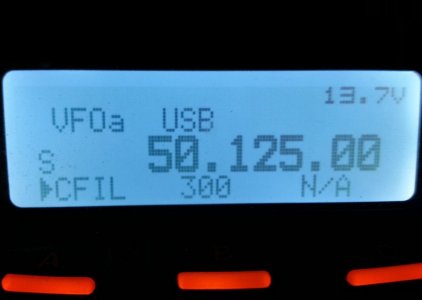 13.7V
VFOa USB
50.125.00
S
▶CFIL 300 N/A
A B C